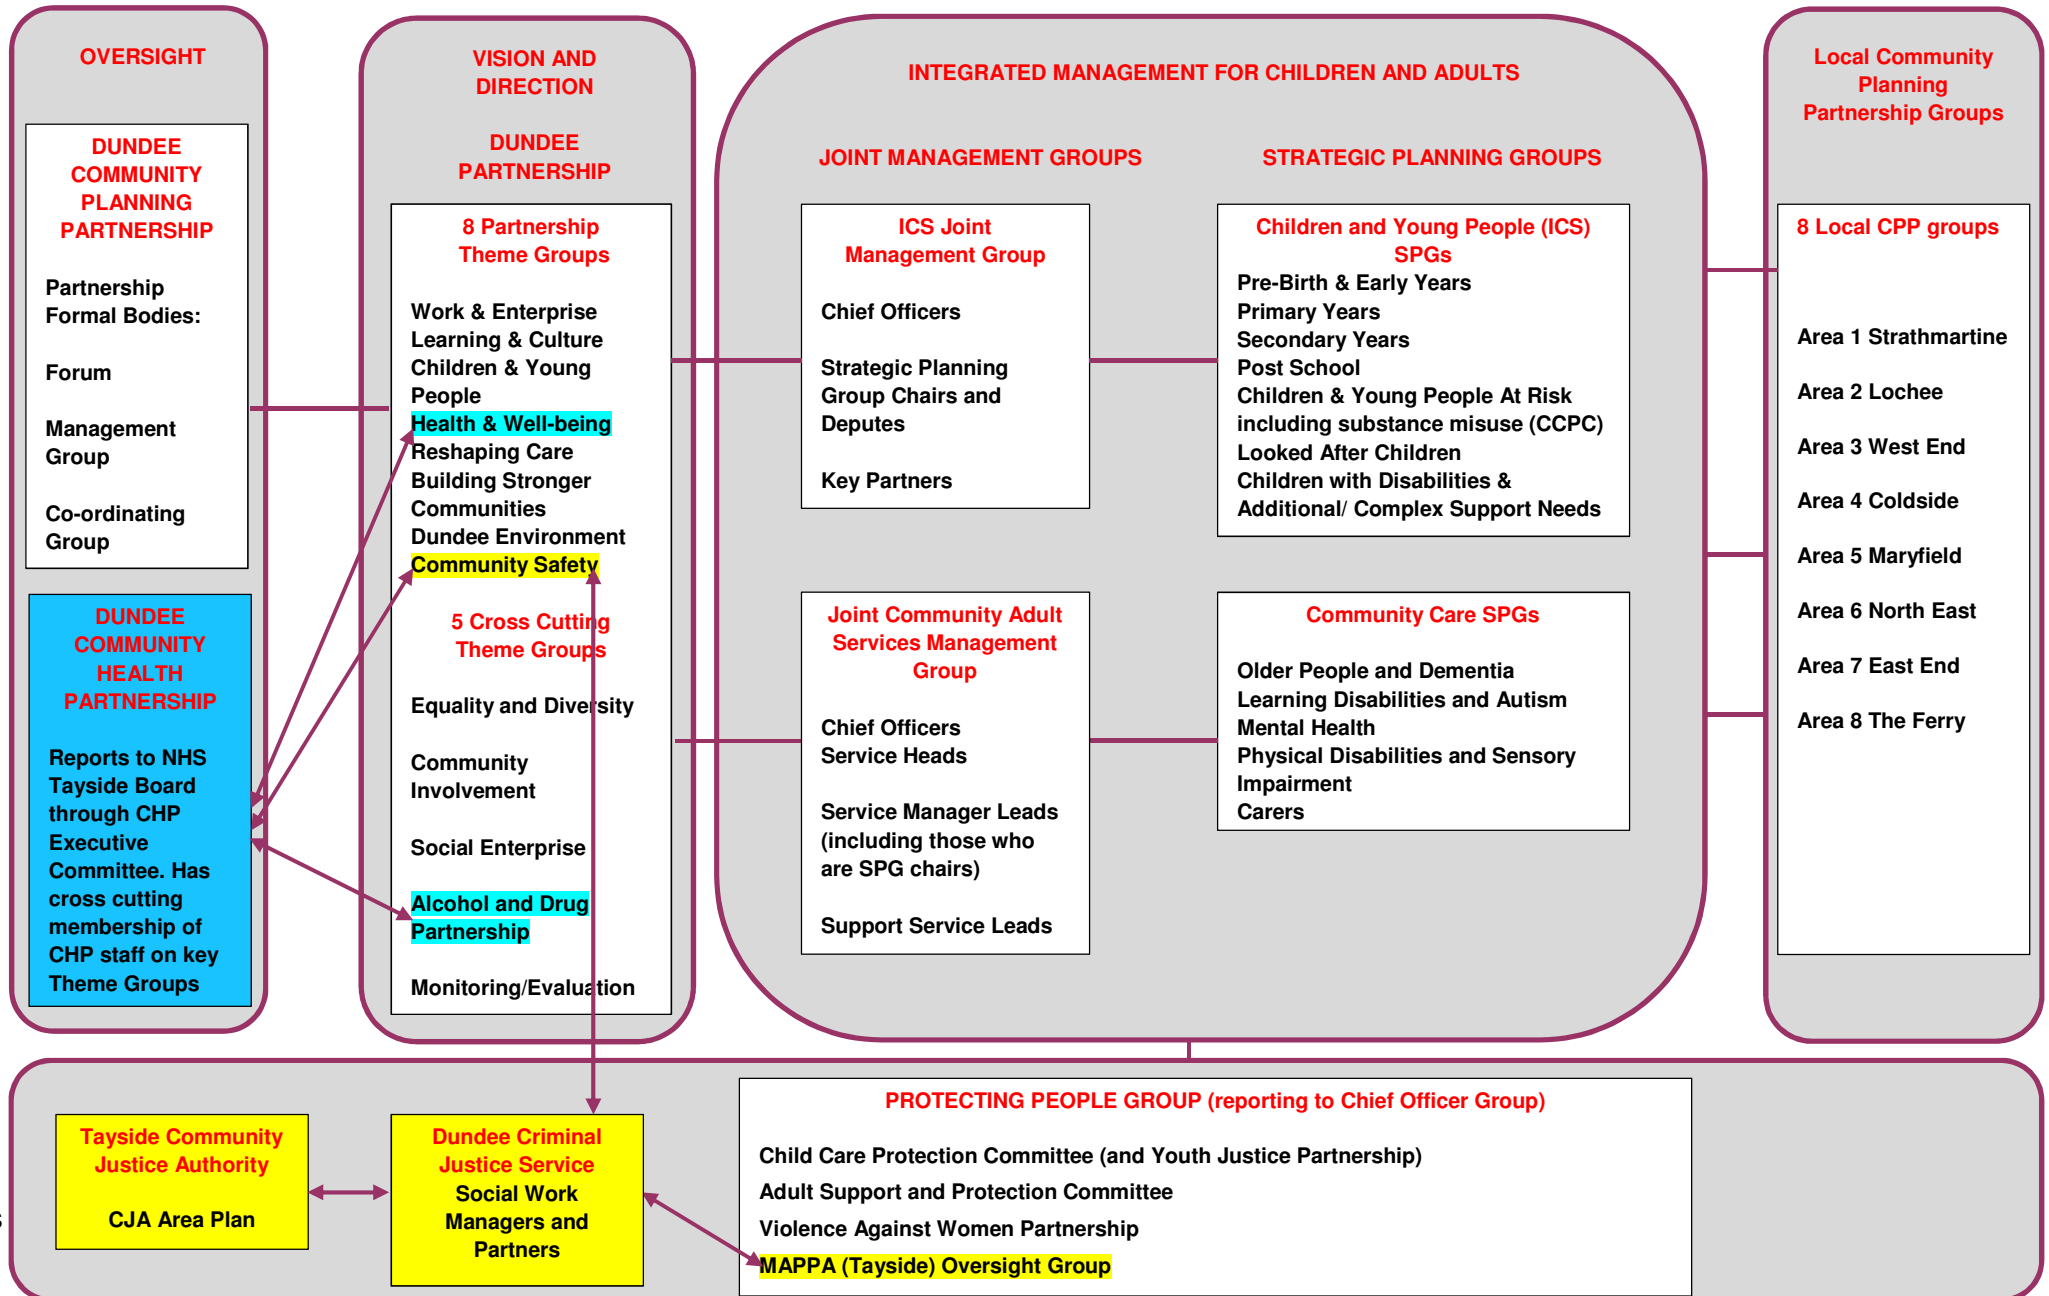 OVERSIGHT
DUNDEE
COMMUNITY
PLANNING
PARTNERSHIP
Partnership
Formal Bodies:
Forum
Management
Group
Co-ordinating
Group
DUNDEE
COMMUNITY
HEALTH
PARTNERSHIP
Reports to NHS
Tayside Board
through CHP
Executive
Committee. Has
cross cutting
membership of
CHP staff on key
Theme Groups
VISION AND
DIRECTION
DUNDEE
PARTNERSHIP
8 Partnership
Theme Groups
Work & Enterprise
Learning & Culture
Children & Young
People
Health & Well-being
Reshaping Care
Building Stronger
Communities
Dundee Environment
Community Safety
5 Cross Cutting
Theme Groups
Equality and Diversity
Community
Involvement
Social Enterprise
Alcohol and Drug
Partnership
Monitoring/Evaluation
INTEGRATED MANAGEMENT FOR CHILDREN AND ADULTS
JOINT MANAGEMENT GROUPS
ICS Joint
Management Group
Chief Officers
Strategic Planning
Group Chairs and
Deputes
Key Partners
STRATEGIC PLANNING GROUPS
Children and Young People (ICS)
SPGs
Pre-Birth & Early Years
Primary Years
Secondary Years
Post School
Children & Young People At Risk
including substance misuse (CCPC)
Looked After Children
Children with Disabilities &
Additional/ Complex Support Needs
Joint Community Adult
Services Management
Group
Chief Officers
Service Heads
Service Manager Leads
(including those who
are SPG chairs)
Support Service Leads
Community Care SPGs
Older People and Dementia
Learning Disabilities and Autism
Mental Health
Physical Disabilities and Sensory
Impairment
Carers
Local Community
Planning
Partnership Groups
8 Local CPP groups
Area 1 Strathmartine
Area 2 Lochee
Area 3 West End
Area 4 Coldside
Area 5 Maryfield
Area 6 North East
Area 7 East End
Area 8 The Ferry
Tayside Community
Justice Authority
CJA Area Plan
Dundee Criminal
Justice Service
Social Work
Managers and
Partners
PROTECTING PEOPLE GROUP (reporting to Chief Officer Group)
Child Care Protection Committee (and Youth Justice Partnership)
Adult Support and Protection Committee
Violence Against Women Partnership
MAPPA (Tayside) Oversight Group